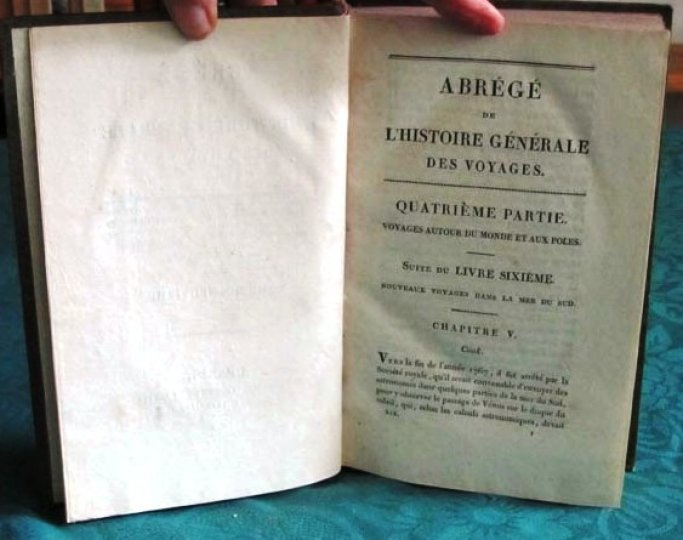 ABRÉGÉ
DE
L'HISTOIRE GÉNÉRALE
DES VOYAGES.
QUATRIÈME PARTIE.
VOYAGES AUTOUR DU MONDE ET AUX POLES.
SUITE DU LIVRE SIXIÈME.
NOUVEAUX VOYAGES DANS LA MER DU SUD.
CHAPITRE V.
Cook.
VERS la fin de l'année 1767, il fut arrêté par la
Société royale, qu'il serait convenable d'envoyer des
astronomes dans quelques parties de la mer du Sud,
pour y observer le passage de Vénus sur le disque du
soleil, qui, selon les calculs astronomiques, devait
XIX.
1